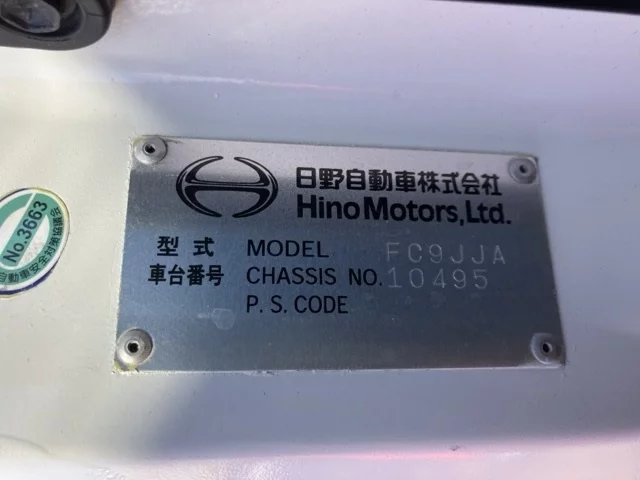 日野自動車株式会社
Hino Motors, Ltd.
型式 MODEL FC9JJA
車台番号 CHASSIS NO. 10495
P. S. CODE
No.3663